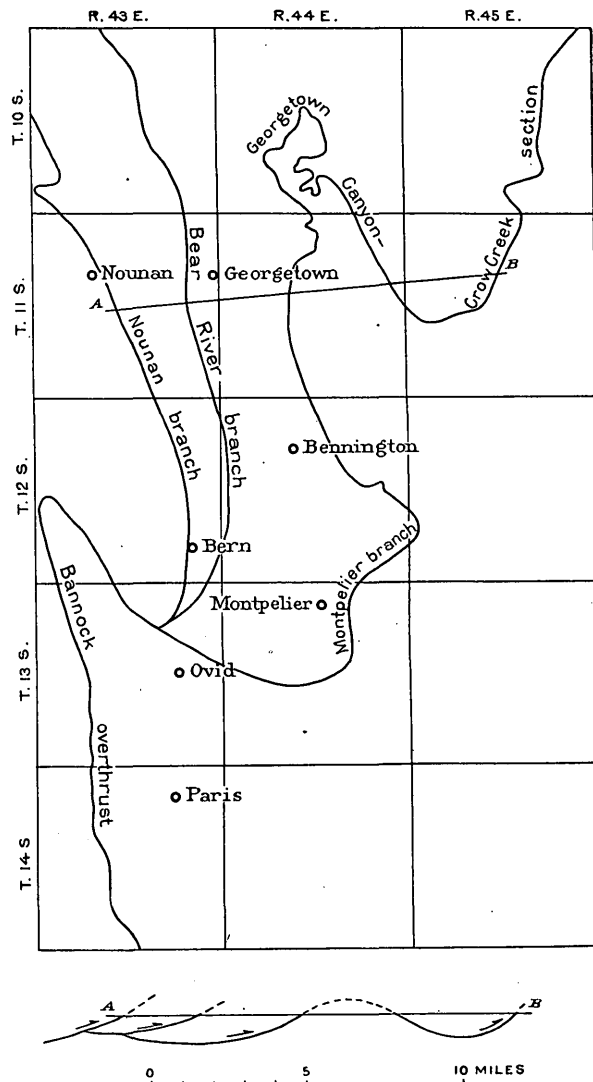 R. 43 E. R. 44 E. R. 45 E.
T. 10 S.
Georgetown
Canyon-
Crow Creek
section
T. 11 S.
Nounan
Georgetown
A
B
Bear
River
branch
Nounan
branch
T. 12 S.
Bennington
Bern
Montpelier branch
Montpelier
Bannock
overthrust
T. 13 S.
Ovid
Paris
T. 14 S
A
B
0 5 10 MILES